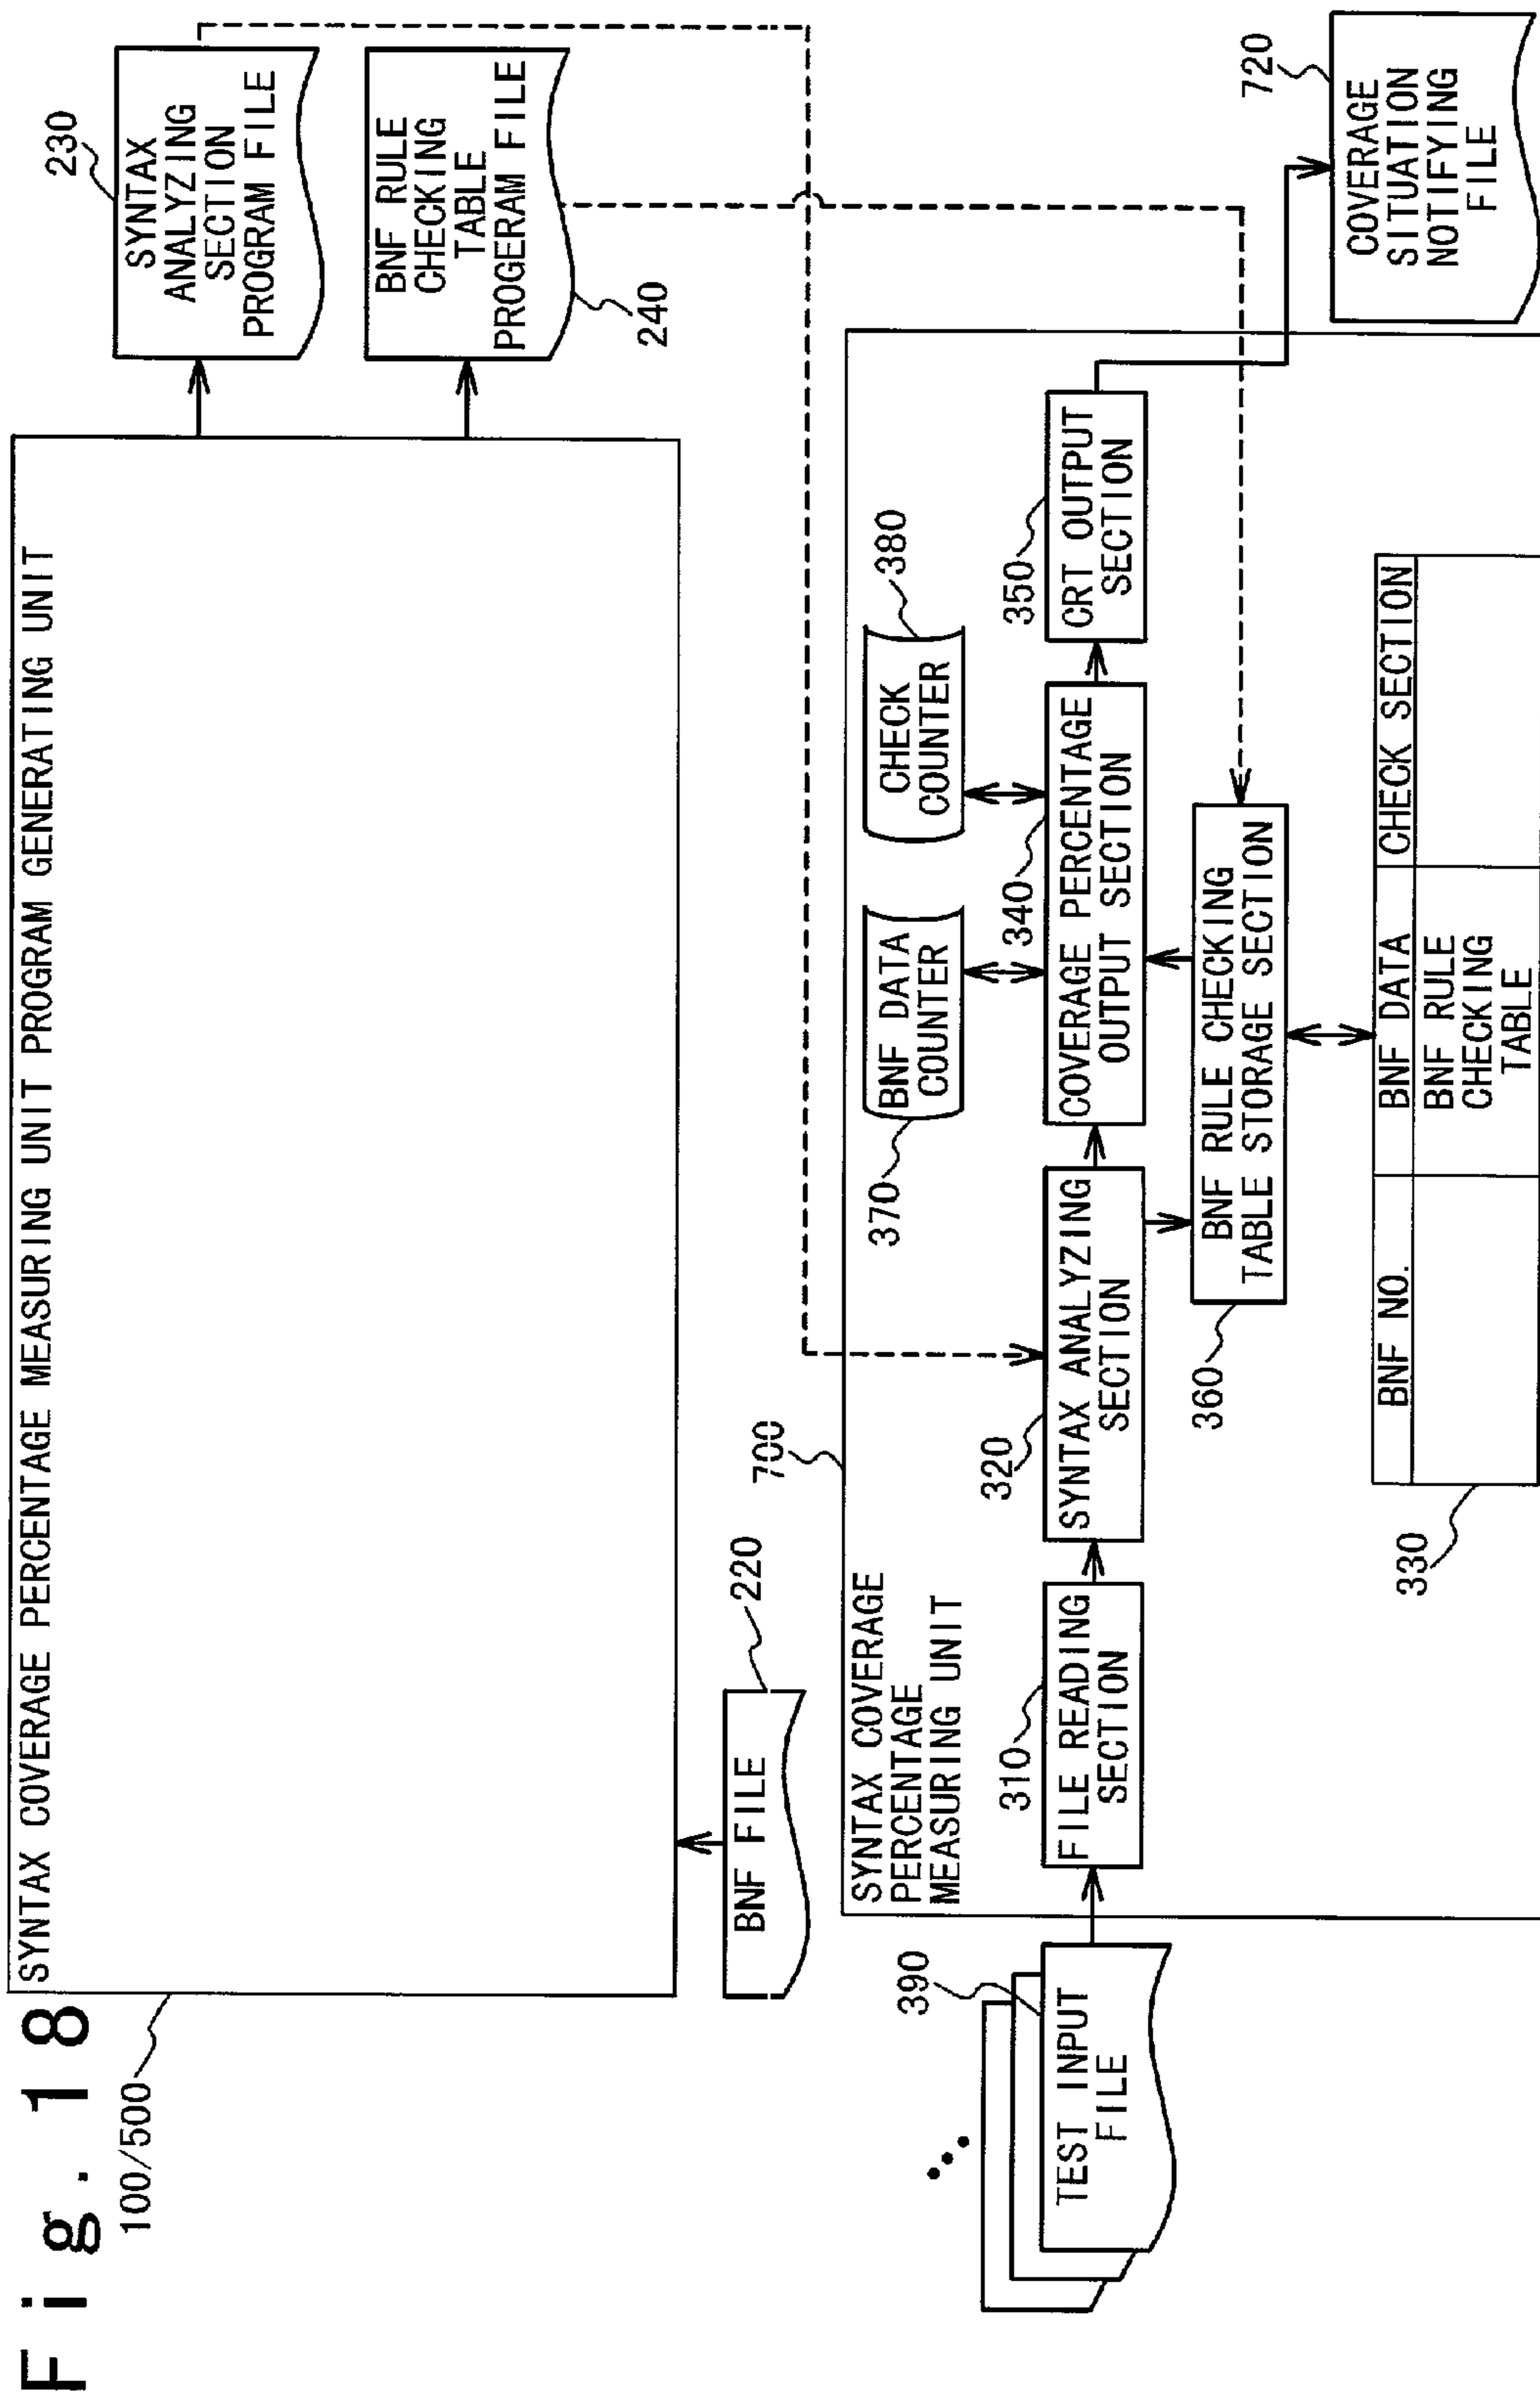 Fig. 18
100/500
SYNTAX COVERAGE PERCENTAGE MEASURING UNIT PROGRAM GENERATING UNIT
230
SYNTAX
ANALYZING
SECTION
PROGRAM FILE
BNF RULE
CHECKING
TABLE
PROGERAM FILE
240
BNF FILE
220
700
SYNTAX COVERAGE
PERCENTAGE
MEASURING UNIT
390
TEST INPUT
FILE
310
FILE READING
SECTION
320
SYNTAX ANALYZING
SECTION
370
BNF DATA
COUNTER
CHECK
COUNTER
380
340
COVERAGE PERCENTAGE
OUTPUT SECTION
350
CRT OUTPUT
SECTION
360
BNF RULE CHECKING
TABLE STORAGE SECTION
330
BNF NO.
BNF DATA
CHECK SECTION
BNF RULE
CHECKING
TABLE
720
COVERAGE
SITUATION
NOTIFYING
FILE